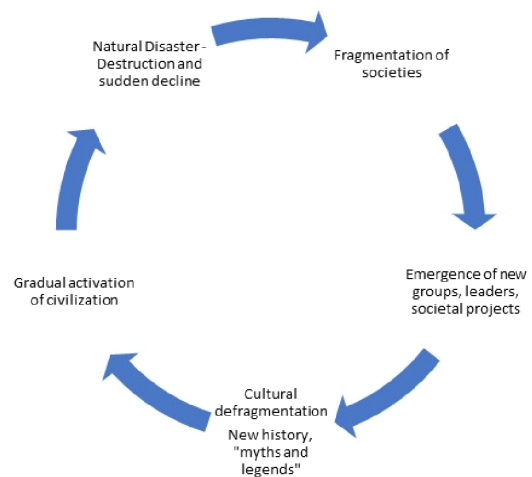 Natural Disaster -
Destruction and
sudden decline
Fragmentation of
societies
Emergence of new
groups, leaders,
societal projects
Cultural
defragmentation
New history,
"myths and
legends"
Gradual activation
of civilization